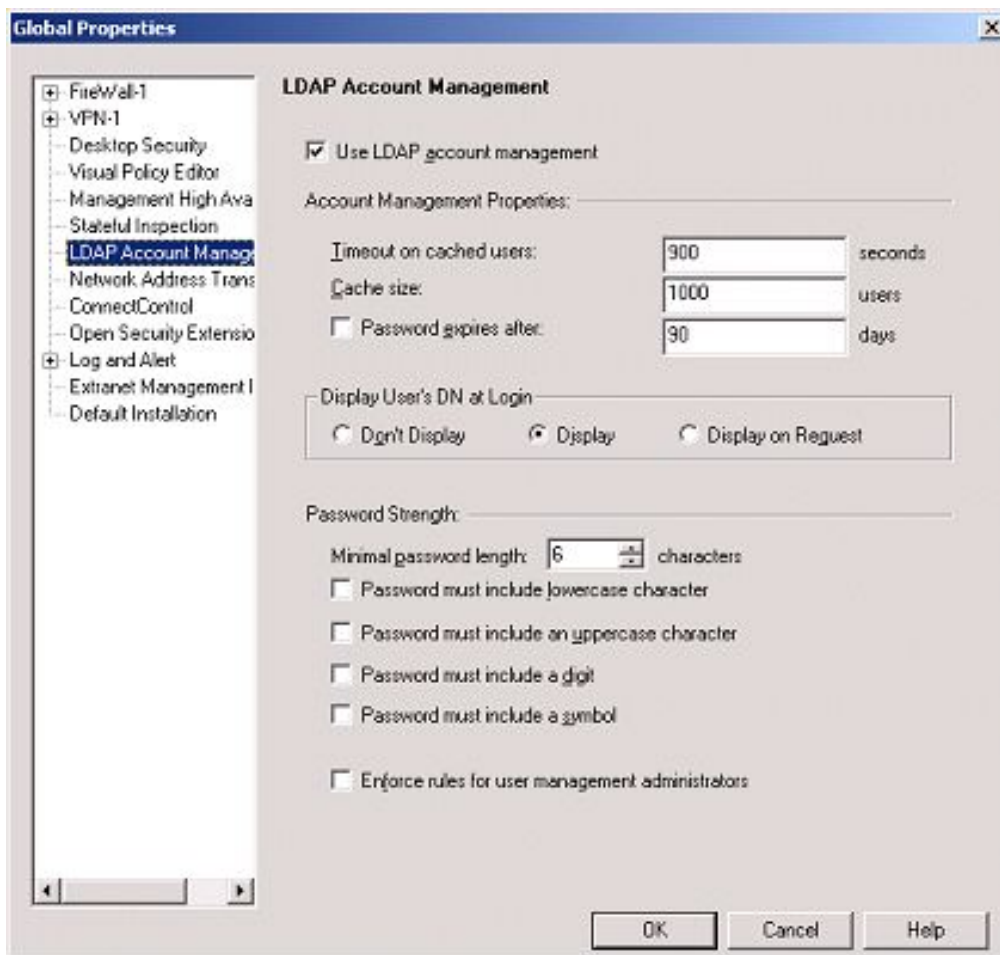 Global Properties
FireWall-1
VPN-1
Desktop Security
Visual Policy Editor
Management High Ava
Stateful Inspection
LDAP Account Manage
Network Address Trans
ConnectControl
Open Security Extensio
Log and Alert
Extranet Management I
Default Installation
LDAP Account Management
Use LDAP account management
Account Management Properties:
Timeout on cached users: 900 seconds
Cache size: 1000 users
Password expires after: 90 days
Display User's DN at Login
Don't Display Display Display on Request
Password Strength:
Minimal password length: 6 characters
Password must include lowercase character
Password must include an uppercase character
Password must include a digit
Password must include a symbol
Enforce rules for user management administrators
OK Cancel Help